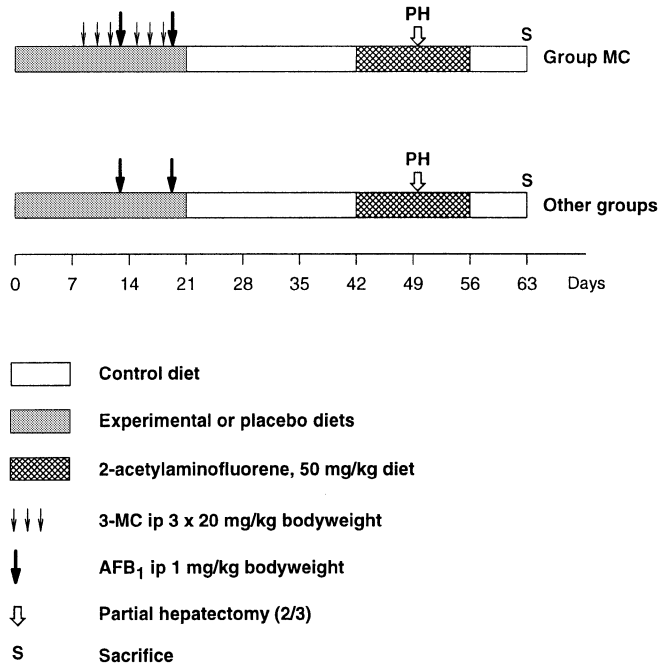 PH
S
Group MC
PH
S
Other groups
0 7 14 21 28 35 42 49 56 63 Days
Control diet
Experimental or placebo diets
2-acetylaminofluorene, 50 mg/kg diet
3-MC ip 3 x 20 mg/kg bodyweight
AFB1 ip 1 mg/kg bodyweight
Partial hepatectomy (2/3)
S Sacrifice